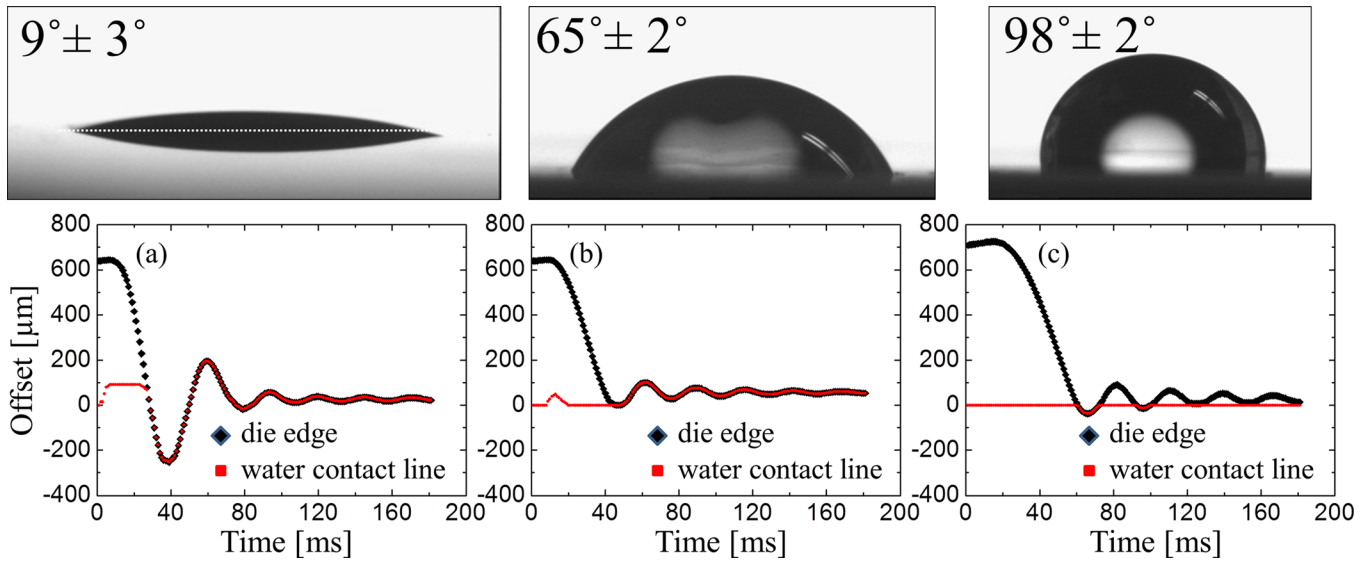 9°± 3°
65°± 2°
98°± 2°
Offset [µm]
800
600
400
200
0
-200
-400
(a)
die edge
water contact line
0 40 80 120 160 200
Time [ms]
800
600
400
200
0
-200
-400
(b)
die edge
water contact line
0 40 80 120 160 200
Time [ms]
800
600
400
200
0
-200
-400
(c)
die edge
water contact line
0 40 80 120 160 200
Time [ms]